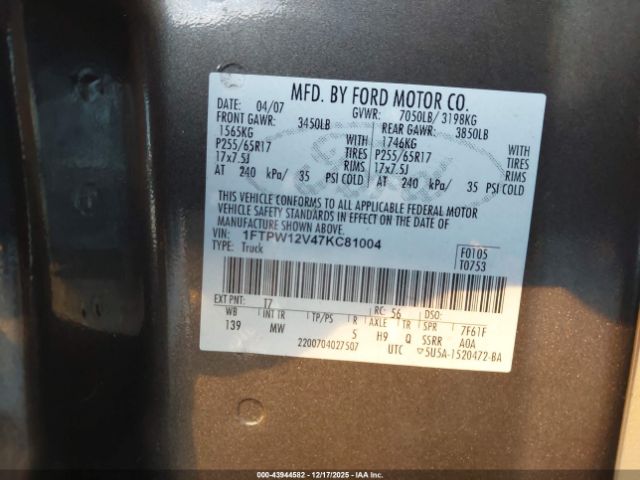 MFD. BY FORD MOTOR CO.
DATE: 04/07 GVWR: 7050LB/ 3198KG
FRONT GAWR: 3450LB REAR GAWR: 3850LB
1565KG WITH 1746KG WITH
P255/65R17 TIRES P255/65R17 TIRES
17x7.5J RIMS 17x7.5J RIMS
AT 240 kPa/ 35 PSI COLD AT 240 kPa/ 35 PSI COLD
THIS VEHICLE CONFORMS TO ALL APPLICABLE FEDERAL MOTOR
VEHICLE SAFETY STANDARDS IN EFFECT ON THE DATE OF
MANUFACTURE SHOWN ABOVE.
VIN: 1FTPW12V47KC81004
TYPE: Truck
F0105
T0753
EXT PNT: T7 RC: 56 DSO:
WB INT TR TP/PS R AXLE TR SPR 7F61F
139 MW 5 H9 Q SSRR A0A
2200704027507 UTC 5U5A-1520472-BA
Copart 43944582 | 12/17/2025 - IAA, Inc.